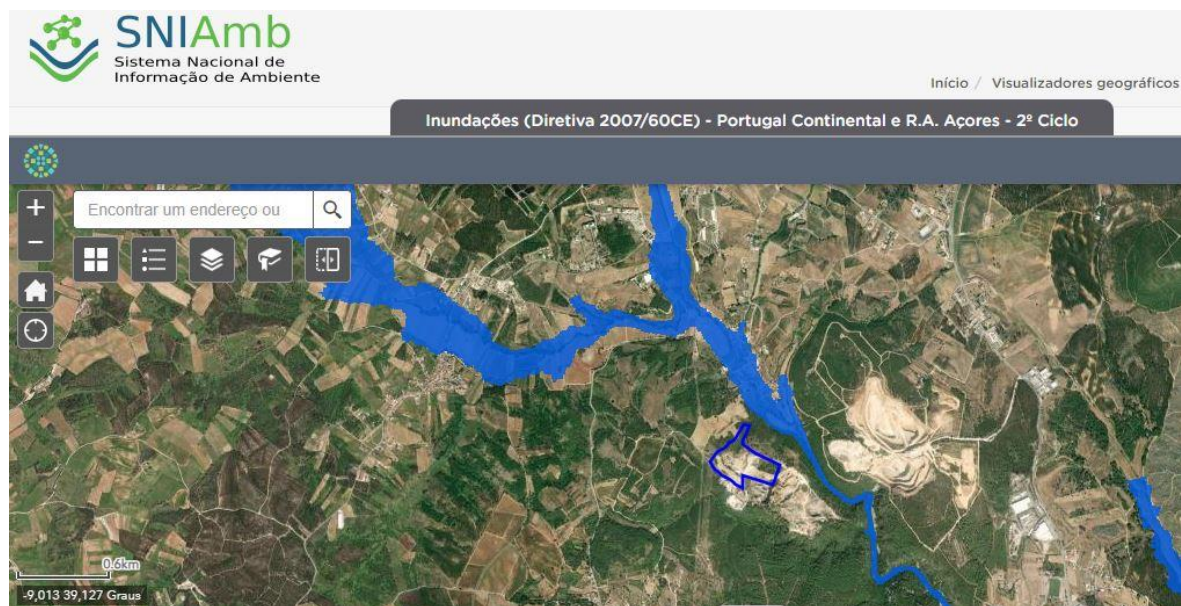 SNIAmb
Sistema Nacional de
Informação de Ambiente
Início / Visualizadores geográficos
Inundações (Diretiva 2007/60CE) - Portugal Continental e R.A. Açores - 2º Ciclo
+
Encontrar um endereço ou
−
0.6km
-9,013 39,127 Graus